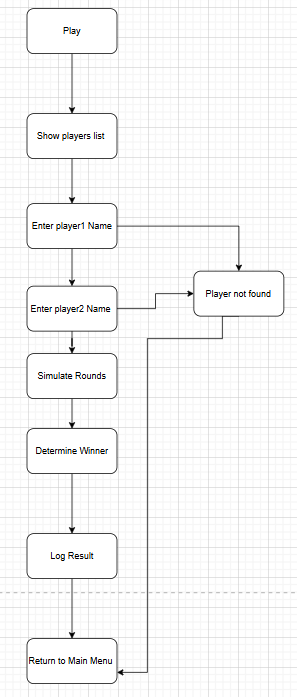 Play
Show players list
Enter player1 Name
Player not found
Enter player2 Name
Simulate Rounds
Determine Winner
Log Result
Return to Main Menu